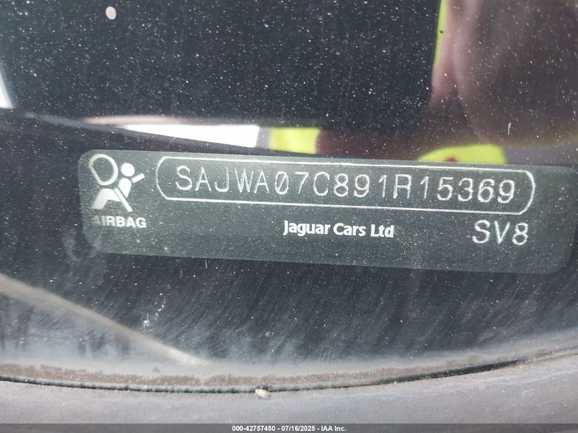 SAJWA07C891R15369
AIRBAG
Jaguar Cars Ltd
SV8
000-42757450 - 07/16/2025 - IAA Inc.